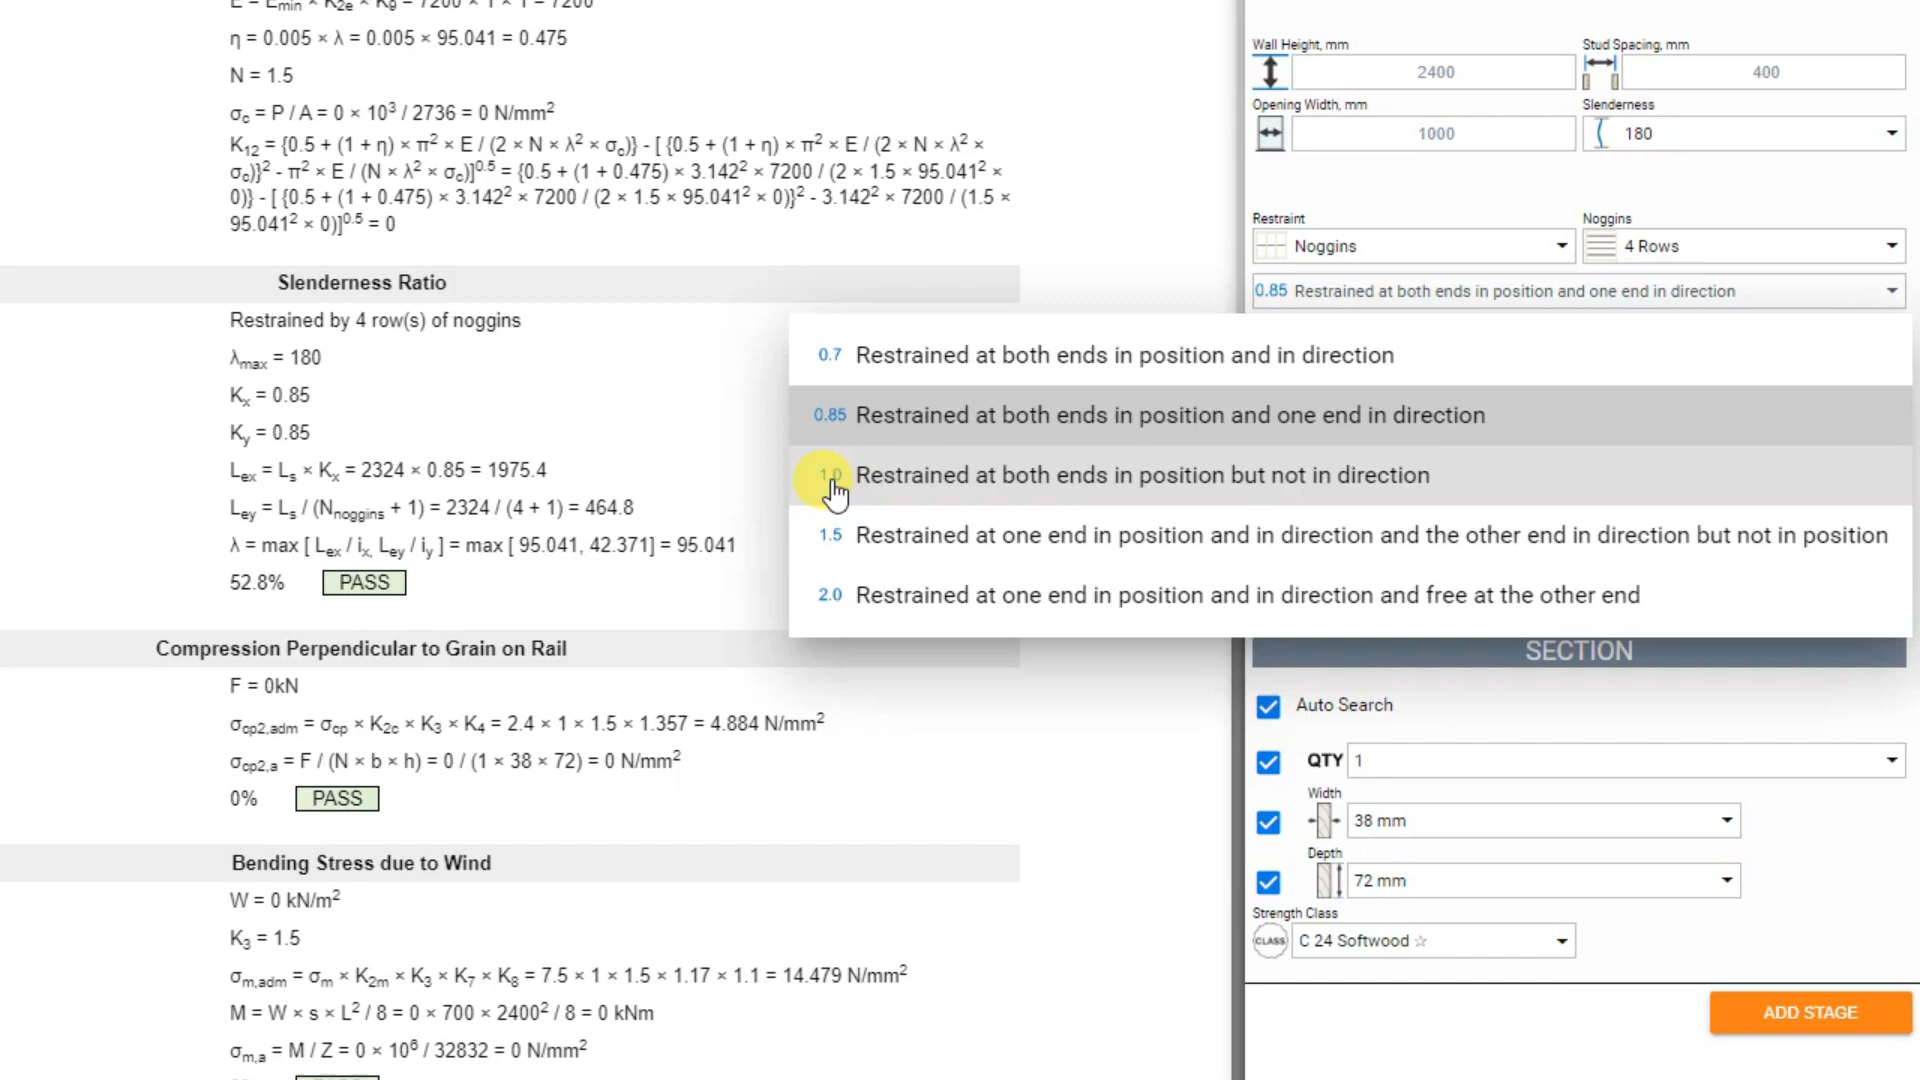 E = Emin × K2e × K9 = 7200 × 1 × 1 = 7200
η = 0.005 × λ = 0.005 × 95.041 = 0.475
N = 1.5
σc = P / A = 0 × 10³ / 2736 = 0 N/mm²
K12 = {0.5 + (1 + η) × π² × E / (2 × N × λ² × σc)} - [ {0.5 + (1 + η) × π² × E / (2 × N × λ² ×
σc)}² - π² × E / (N × λ² × σc)]^0.5 = {0.5 + (1 + 0.475) × 3.142² × 7200 / (2 × 1.5 × 95.041² ×
0)} - [ {0.5 + (1 + 0.475) × 3.142² × 7200 / (2 × 1.5 × 95.041² × 0)}² - 3.142² × 7200 / (1.5 ×
95.041² × 0)]^0.5 = 0
Slenderness Ratio
Restrained by 4 row(s) of noggins
λmax = 180
Kx = 0.85
Ky = 0.85
Lex = Ls × Kx = 2324 × 0.85 = 1975.4
Ley = Ls / (Nnoggins + 1) = 2324 / (4 + 1) = 464.8
λ = max [ Lex / ix, Ley / iy ] = max [ 95.041, 42.371] = 95.041
52.8% PASS
Compression Perpendicular to Grain on Rail
F = 0kN
σcp2,adm = σcp × K2c × K3 × K4 = 2.4 × 1 × 1.5 × 1.357 = 4.884 N/mm²
σcp2,a = F / (N × b × h) = 0 / (1 × 38 × 72) = 0 N/mm²
0% PASS
Bending Stress due to Wind
W = 0 kN/m²
K3 = 1.5
σm,adm = σm × K2m × K3 × K7 × K8 = 7.5 × 1 × 1.5 × 1.17 × 1.1 = 14.479 N/mm²
M = W × s × L² / 8 = 0 × 700 × 2400² / 8 = 0 kNm
σm,a = M / Z = 0 × 10⁶ / 32832 = 0 N/mm²
Wall Height, mm
Stud Spacing, mm
2400
400
Opening Width, mm
Slenderness
1000
180
Restraint
Noggins
Noggins
4 Rows
0.85 Restrained at both ends in position and one end in direction
0.7 Restrained at both ends in position and in direction
0.85 Restrained at both ends in position and one end in direction
1.0 Restrained at both ends in position but not in direction
1.5 Restrained at one end in position and in direction and the other end in direction but not in position
2.0 Restrained at one end in position and in direction and free at the other end
SECTION
Auto Search
QTY 1
Width
38 mm
Depth
72 mm
Strength Class
CLASS C 24 Softwood ☆
ADD STAGE